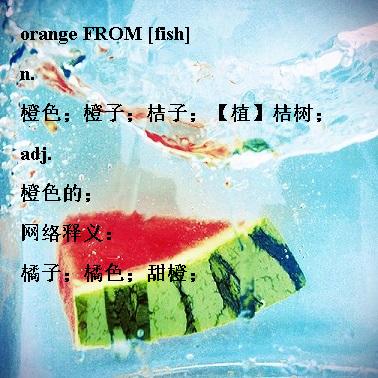 orange FROM [fish]
n.
橙色；橙子；桔子；【植】桔树；
adj.
橙色的；
网络释义：
橘子；橘色；甜橙；